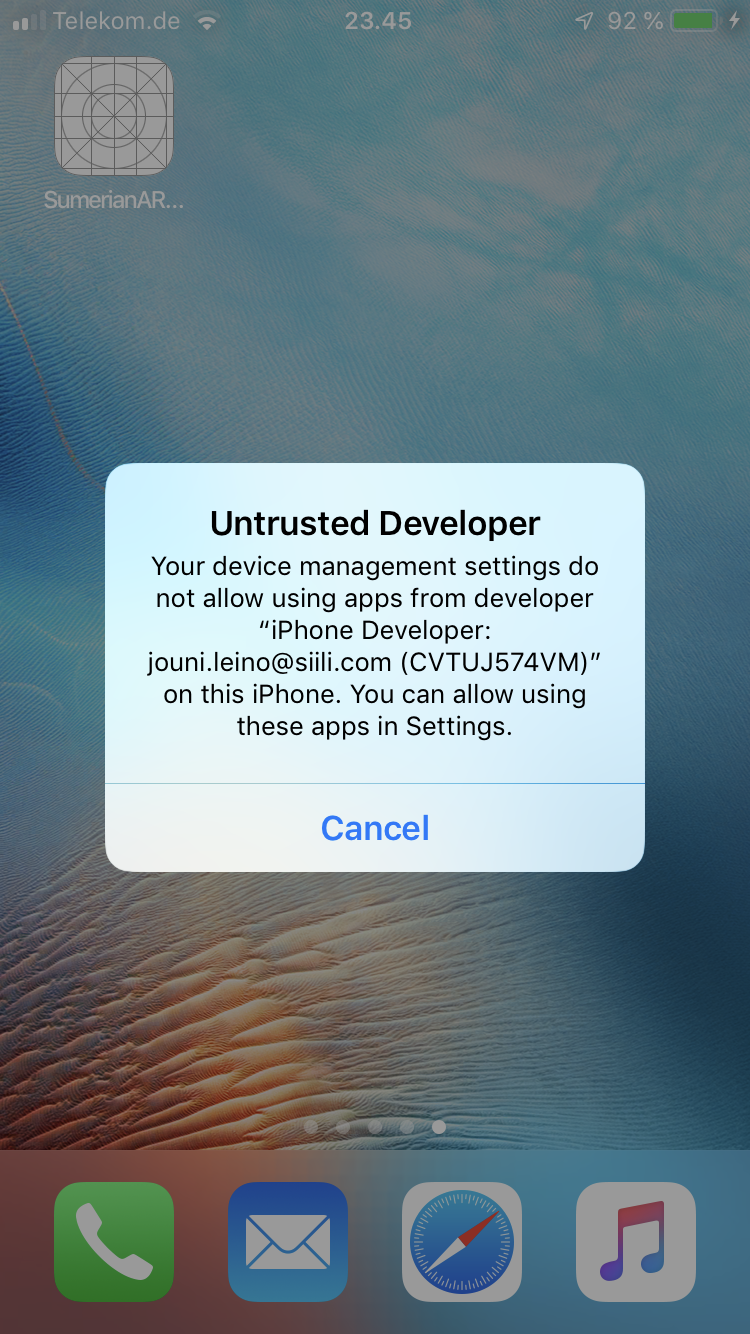 Telekom.de 23.45 92 %
SumerianAR...
Untrusted Developer
Your device management settings do
not allow using apps from developer
“iPhone Developer:
jouni.leino@siili.com (CVTUJ574VM)”
on this iPhone. You can allow using
these apps in Settings.
Cancel